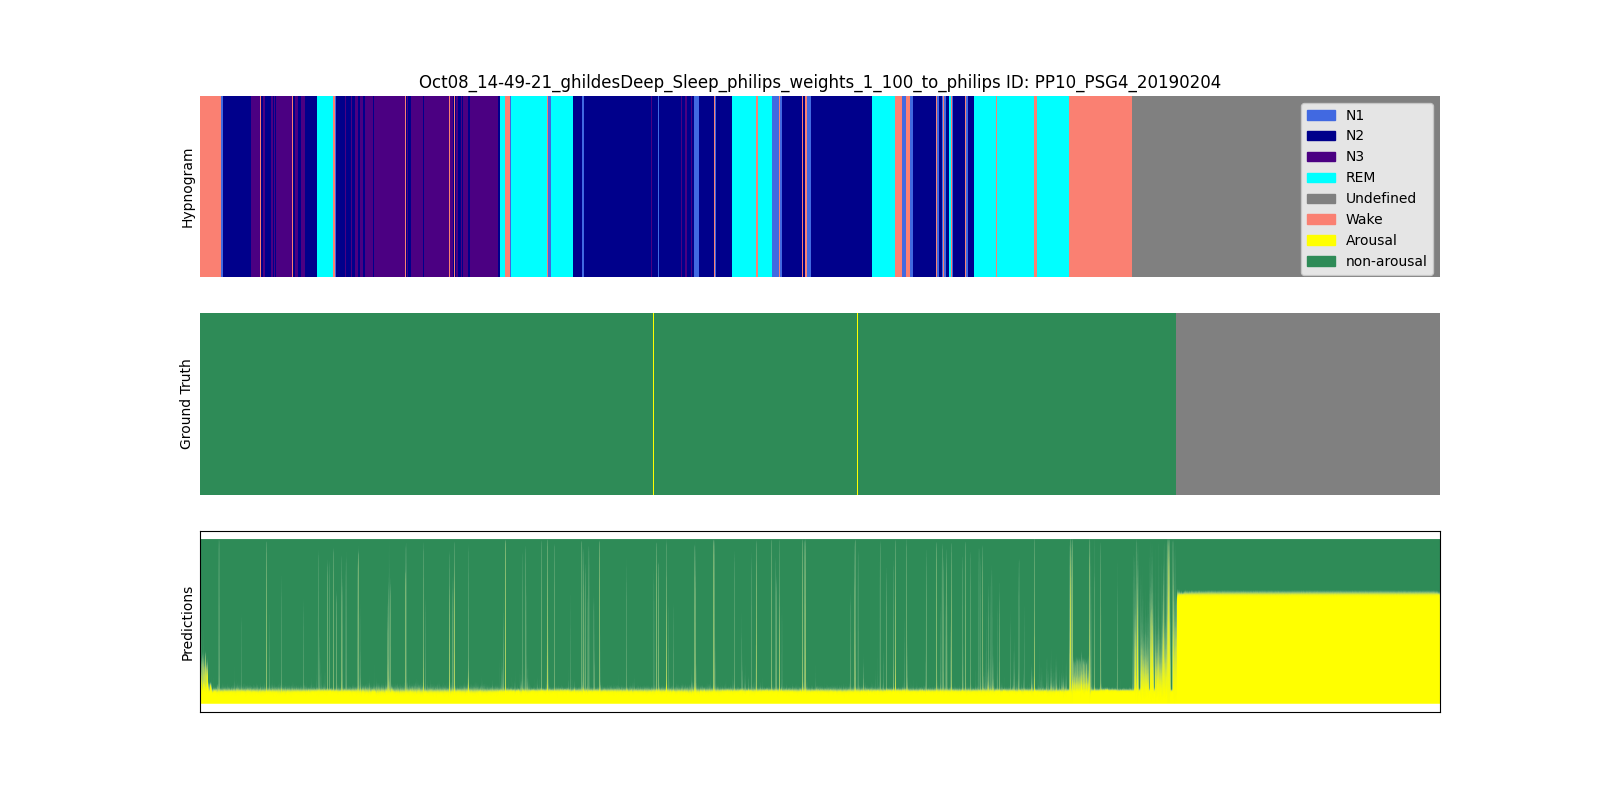 Oct08_14-49-21_ghildesDeep_Sleep_philips_weights_1_100_to_philips ID: PP10_PSG4_20190204
Hypnogram
N1
N2
N3
REM
Undefined
Wake
Arousal
non-arousal
Ground Truth
Predictions